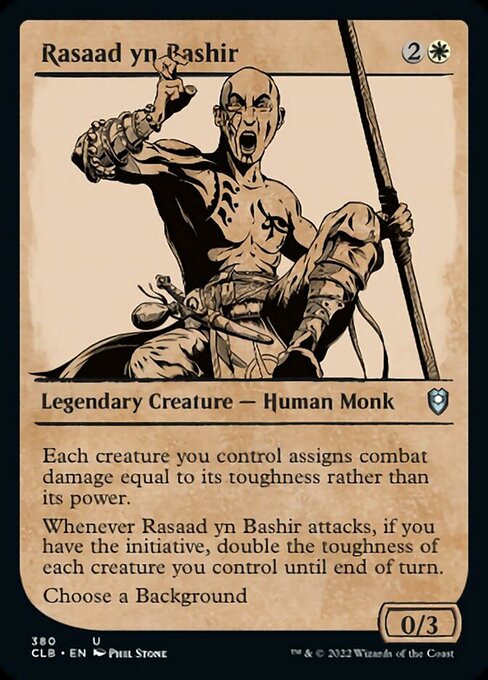 Rasaad yn Bashir 2
Legendary Creature — Human Monk
Each creature you control assigns combat
damage equal to its toughness rather than
its power.
Whenever Rasaad yn Bashir attacks, if you
have the initiative, double the toughness of
each creature you control until end of turn.
Choose a Background
0/3
380 U
CLB • EN Phil Stone
™ & © 2022 Wizards of the Coast